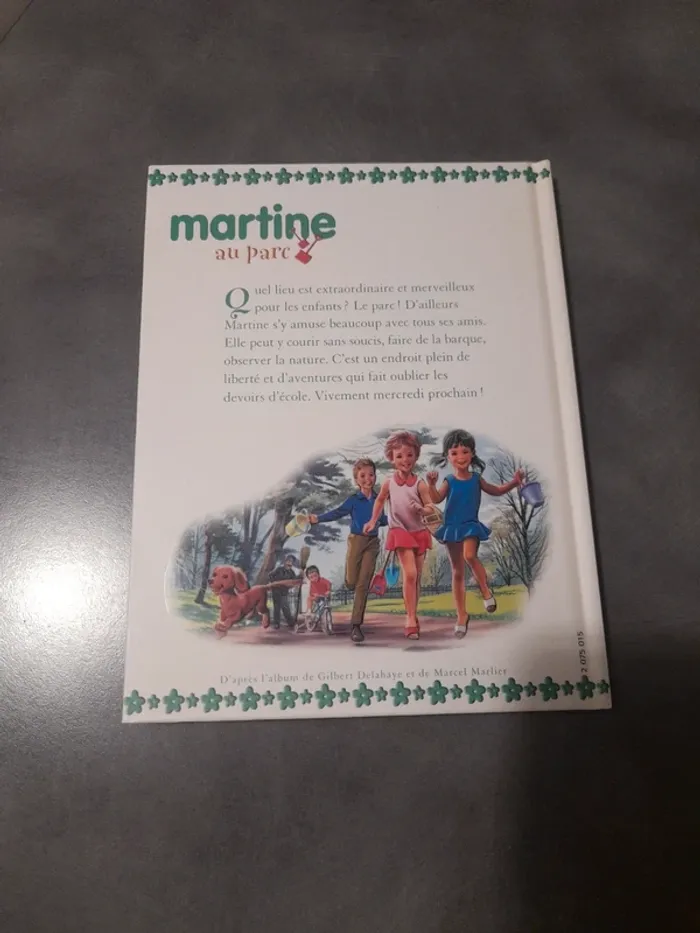 martine
au parc
Quel lieu est extraordinaire et merveilleux
pour les enfants ? Le parc ! D'ailleurs
Martine s'y amuse beaucoup avec tous ses amis.
Elle peut y courir sans soucis, faire de la barque,
observer la nature. C'est un endroit plein de
liberté et d'aventures qui fait oublier les
devoirs d'école. Vivement mercredi prochain !
D'après l'album de Gilbert Delahaye et de Marcel Marlier
2 075 015